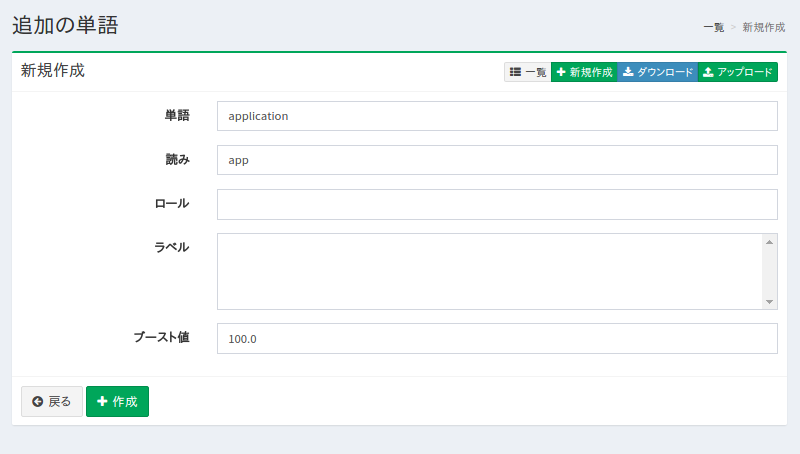 追加の単語
一覧 > 新規作成
新規作成
一覧 新規作成 ダウンロード アップロード
単語 application
読み app
ロール
ラベル
ブースト値 100.0
戻る 作成